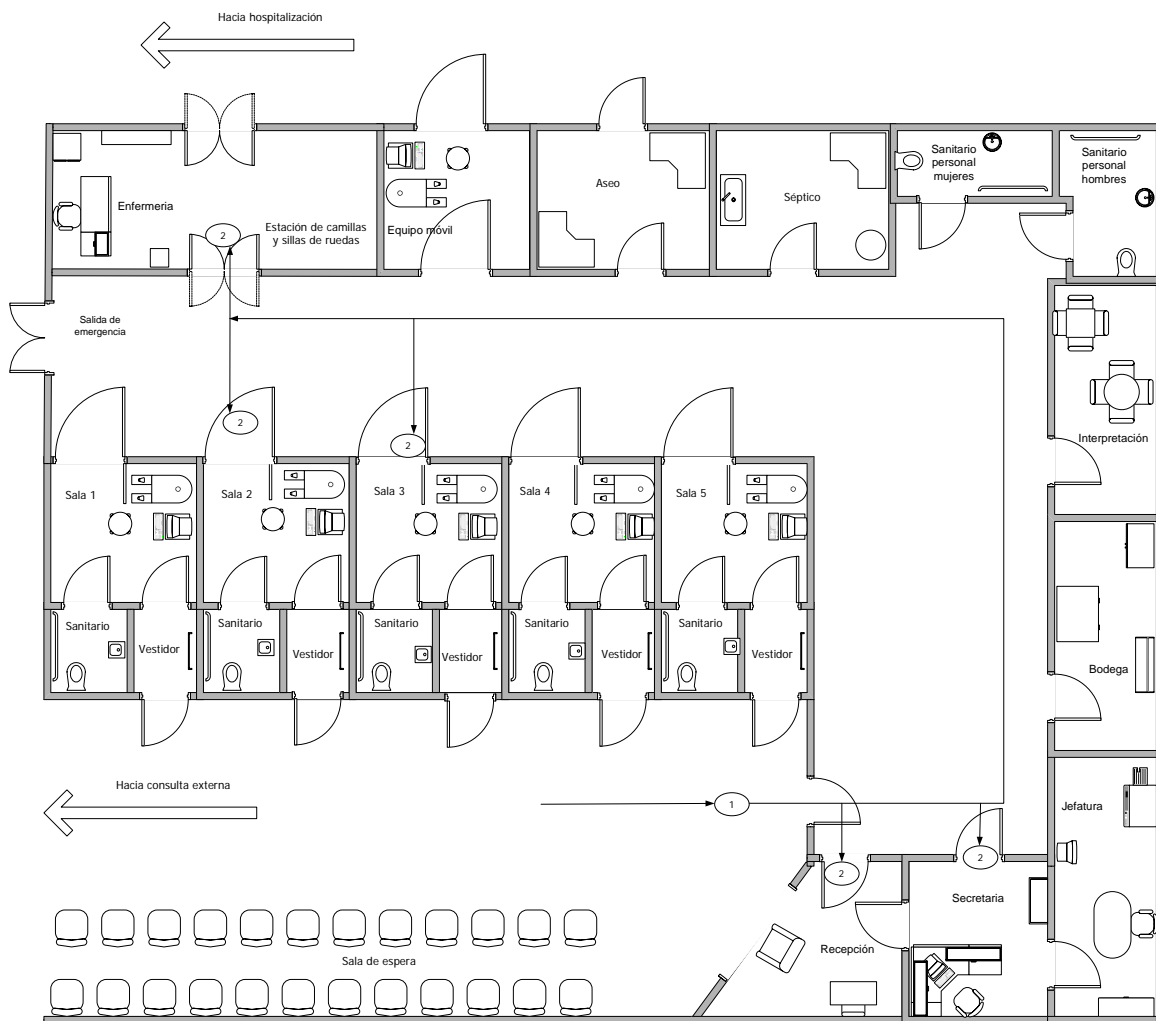 Hacia hospitalización
Sanitario
personal
mujeres
Sanitario
personal
hombres
Aseo
Séptico
Enfermeria
Estación de camillas
y sillas de ruedas
Equipo móvil
2
Salida de
emergencia
2
2
Interpretación
Sala 1
Sala 2
Sala 3
Sala 4
Sala 5
Sanitario
Vestidor
Sanitario
Vestidor
Sanitario
Vestidor
Sanitario
Vestidor
Sanitario
Vestidor
Bodega
Hacia consulta externa
1
Jefatura
2
2
Secretaria
Recepción
Sala de espera